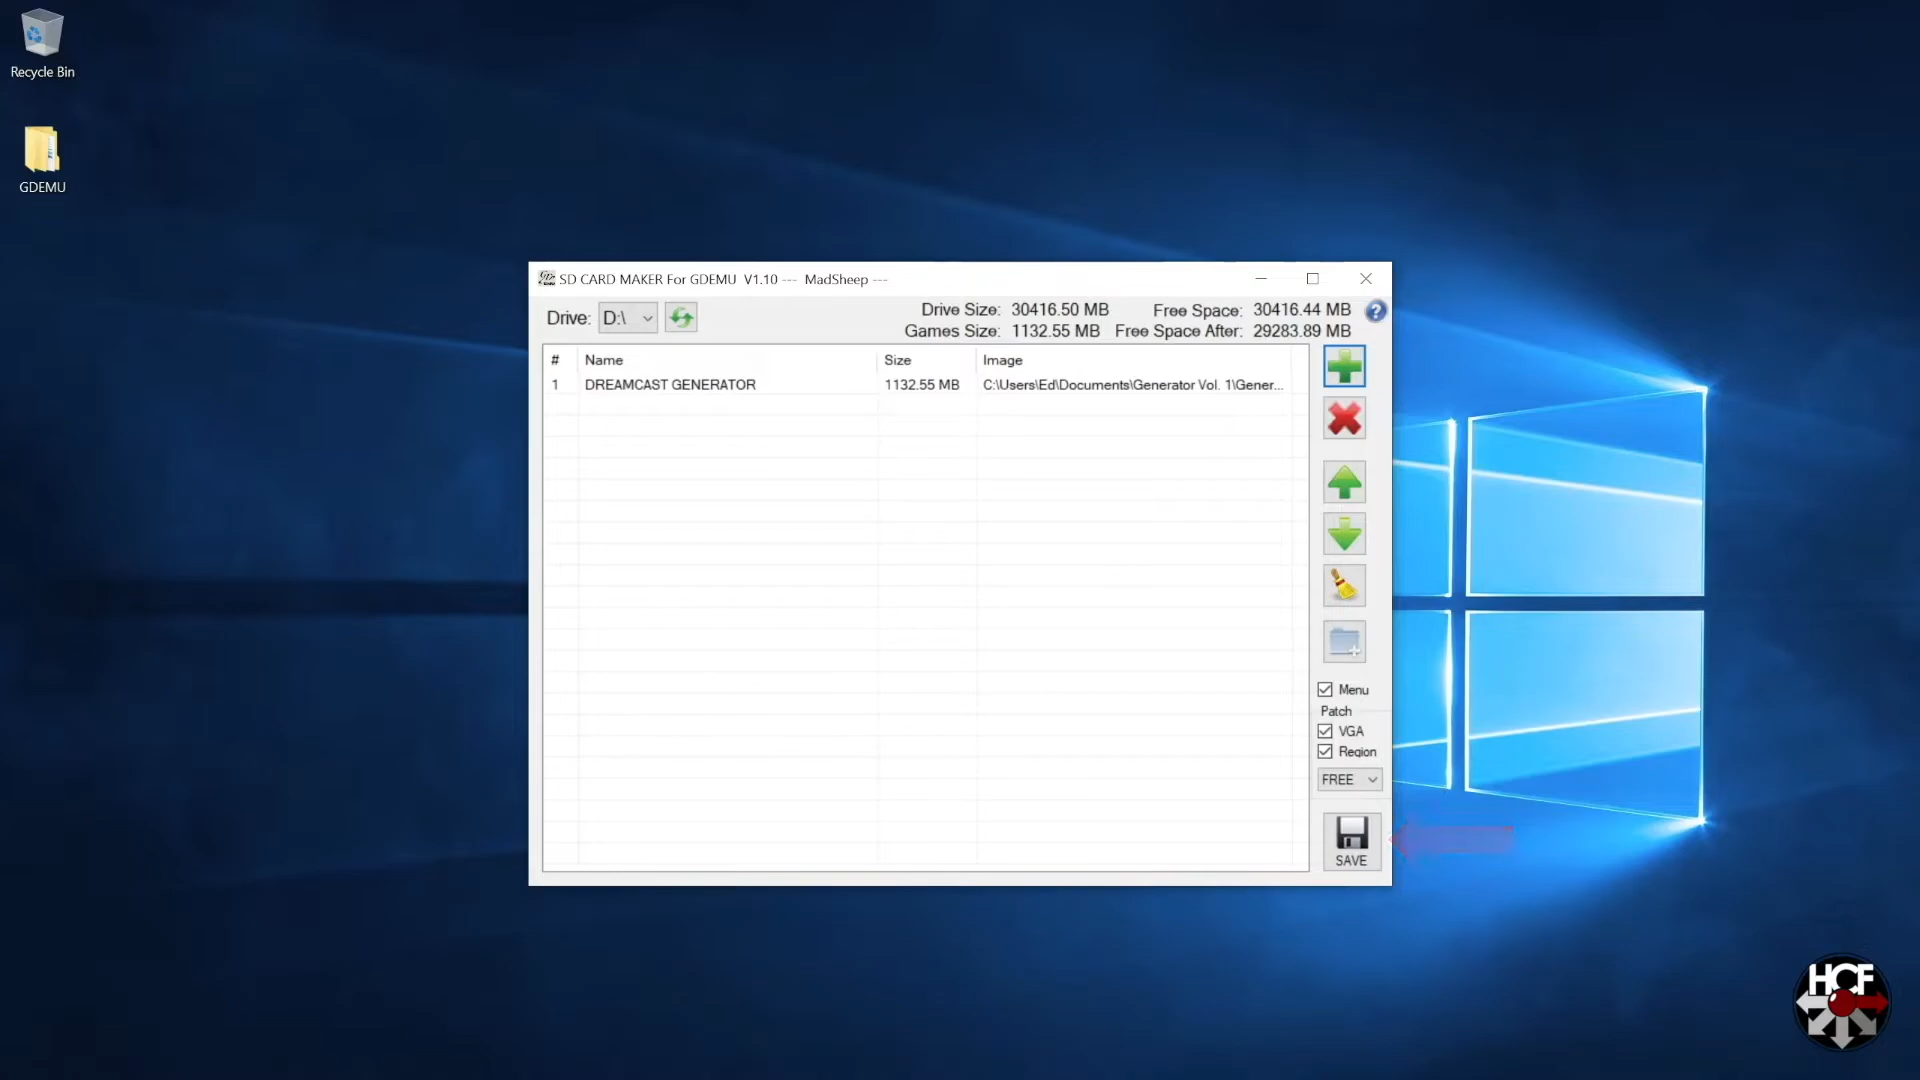 Recycle Bin
GDEMU
SD CARD MAKER For GDEMU V1.10 --- MadSheep ---
Drive: D:\
Drive Size: 30416.50 MB Free Space: 30416.44 MB
Games Size: 1132.55 MB Free Space After: 29283.89 MB
# Name Size Image
1 DREAMCAST GENERATOR 1132.55 MB C:\Users\Ed\Documents\Generator Vol. 1\Gener...
Menu
Patch
VGA
Region
FREE
SAVE
HCF